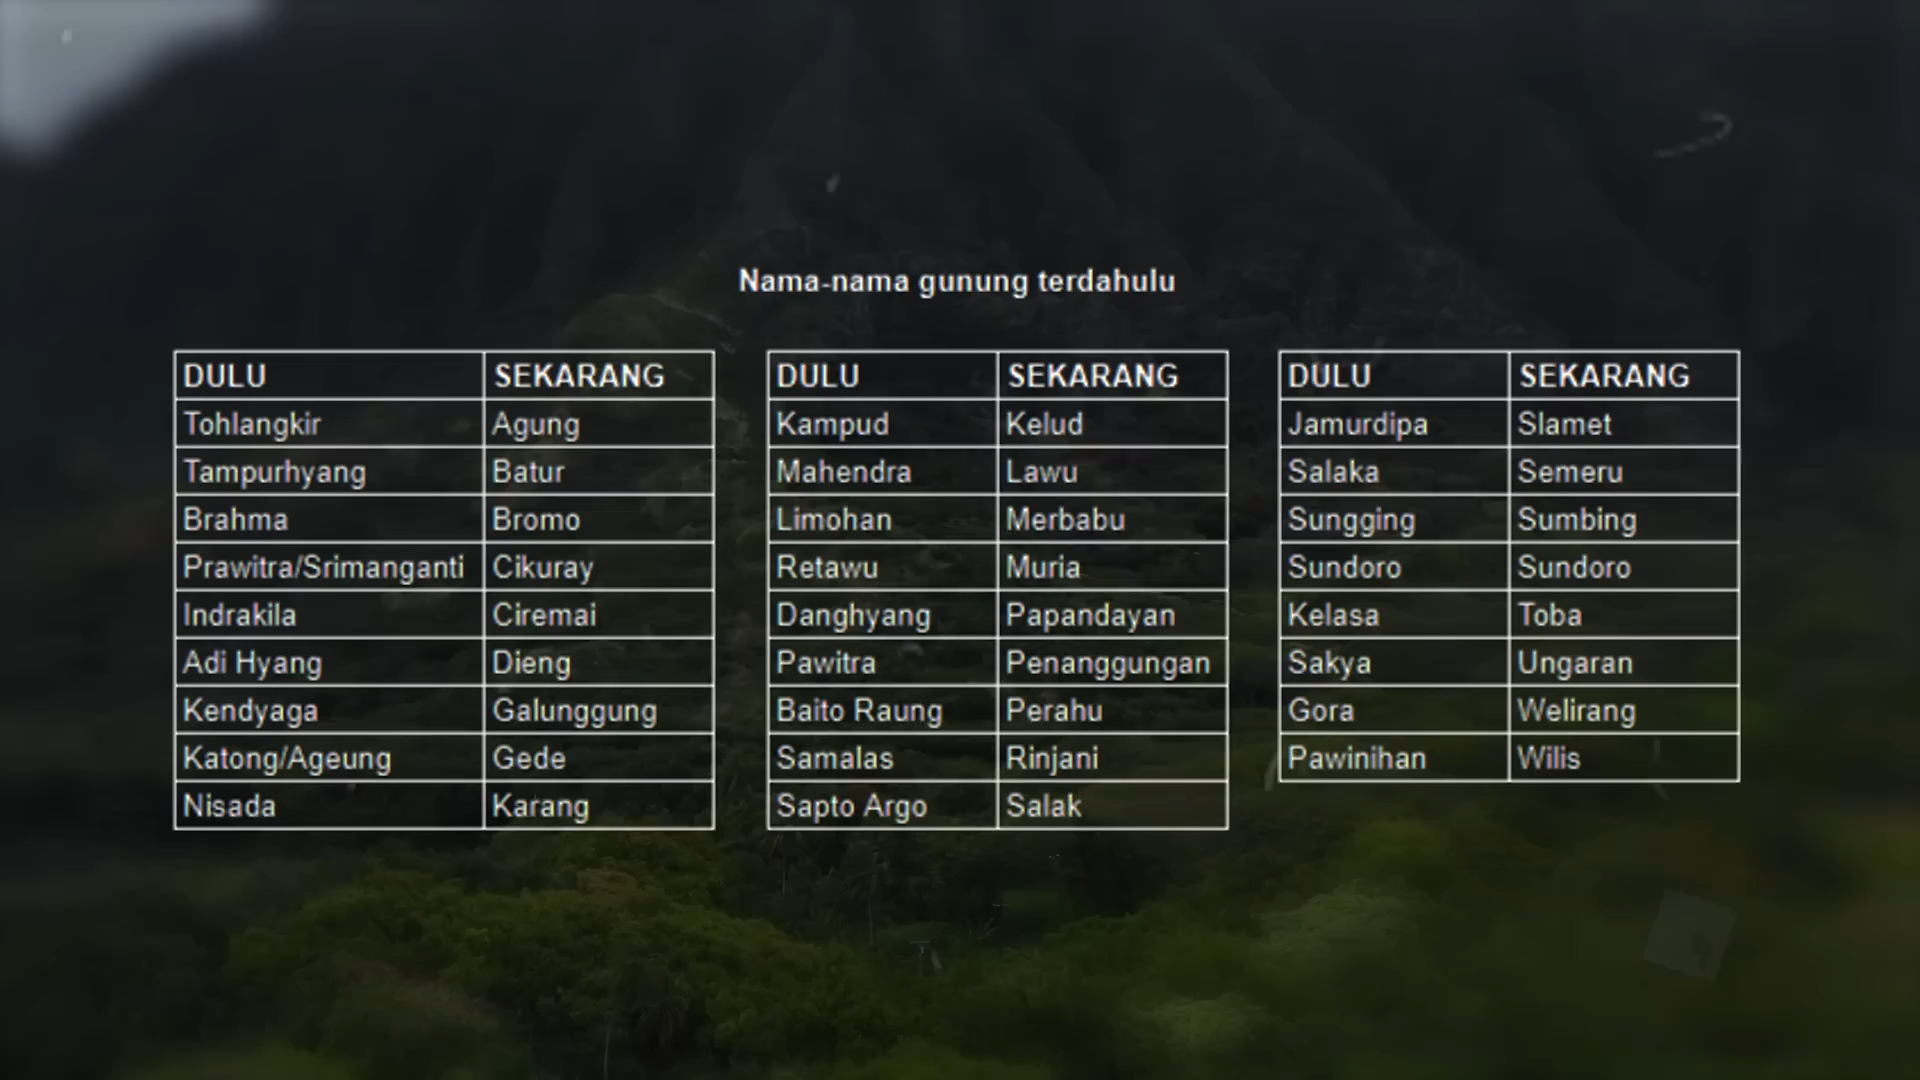 Nama-nama gunung terdahulu
DULU SEKARANG
Tohlangkir Agung
Tampurhyang Batur
Brahma Bromo
Prawitra/Srimanganti Cikuray
Indrakila Ciremai
Adi Hyang Dieng
Kendyaga Galunggung
Katong/Ageung Gede
Nisada Karang
DULU SEKARANG
Kampud Kelud
Mahendra Lawu
Limohan Merbabu
Retawu Muria
Danghyang Papandayan
Pawitra Penanggungan
Baito Raung Perahu
Samalas Rinjani
Sapto Argo Salak
DULU SEKARANG
Jamurdipa Slamet
Salaka Semeru
Sungging Sumbing
Sundoro Sundoro
Kelasa Toba
Sakya Ungaran
Gora Welirang
Pawinihan Wilis